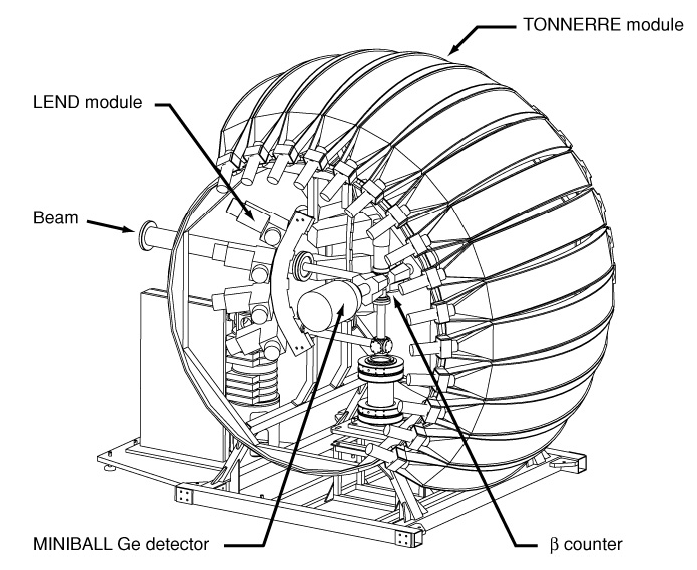 TONNERRE module
LEND module
Beam
MINIBALL Ge detector
β counter